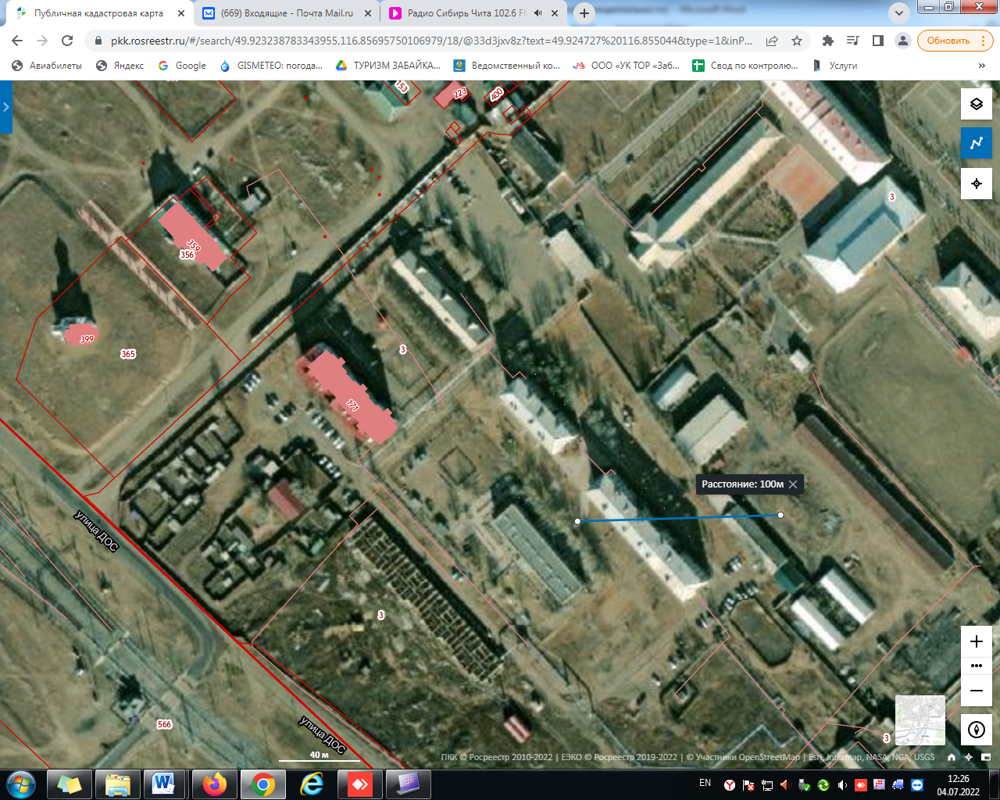 Публичная кадастровая карта
(669) Входящие - Почта Mail.ru
Радио Сибирь Чита 102.6 F
pkk.rosreestr.ru/#/search/49.923238783343955,116.85695750106979/18/@33d3jxv8z?text=49.924727%20116.855044&type=1&inP...
Обновить
Авиабилеты
Яндекс
Google
GISMETEO: погода...
ТУРИЗМ ЗАБАЙКА...
Ведомственный ко...
ООО «УК ТОР «Заб...
Свод по контролю...
Услуги
»
153
223
400
3
359
356
399
365
3
171
Расстояние: 100м
улица ДОС
3
566
улица ДОС
3
40 м
ПКК © Росреестр 2010-2022 | ЕЭКО © Росреестр 2019-2022 | © Участники OpenStreetMap | Esri, Intermap, NASA, NGA, USGS
EN
12:26
04.07.2022